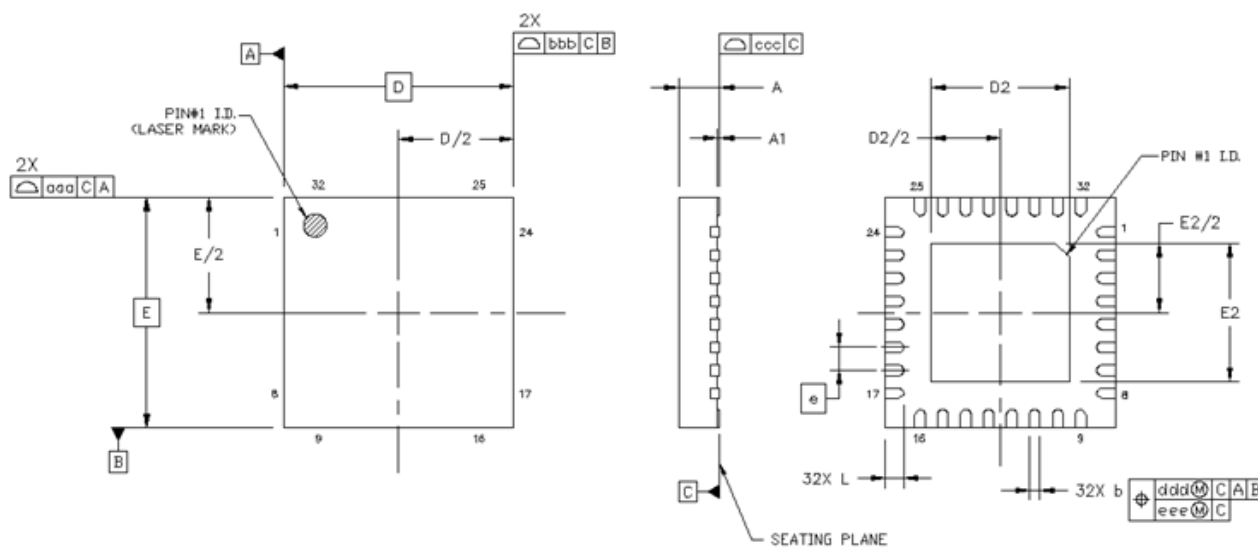 2X
bbb C B
A
D
PIN#1 I.D.
(LASER MARK)
D/2
2X
aaa C A
32
25
1
24
E/2
E
8
17
9
16
B
ccc C
A
A1
C
SEATING PLANE
D2
D2/2
PIN #1 I.D.
25
32
24
1
E2/2
E2
e
17
8
16
9
32X L
32X b
ddd Ⓜ C A B
eee Ⓜ C